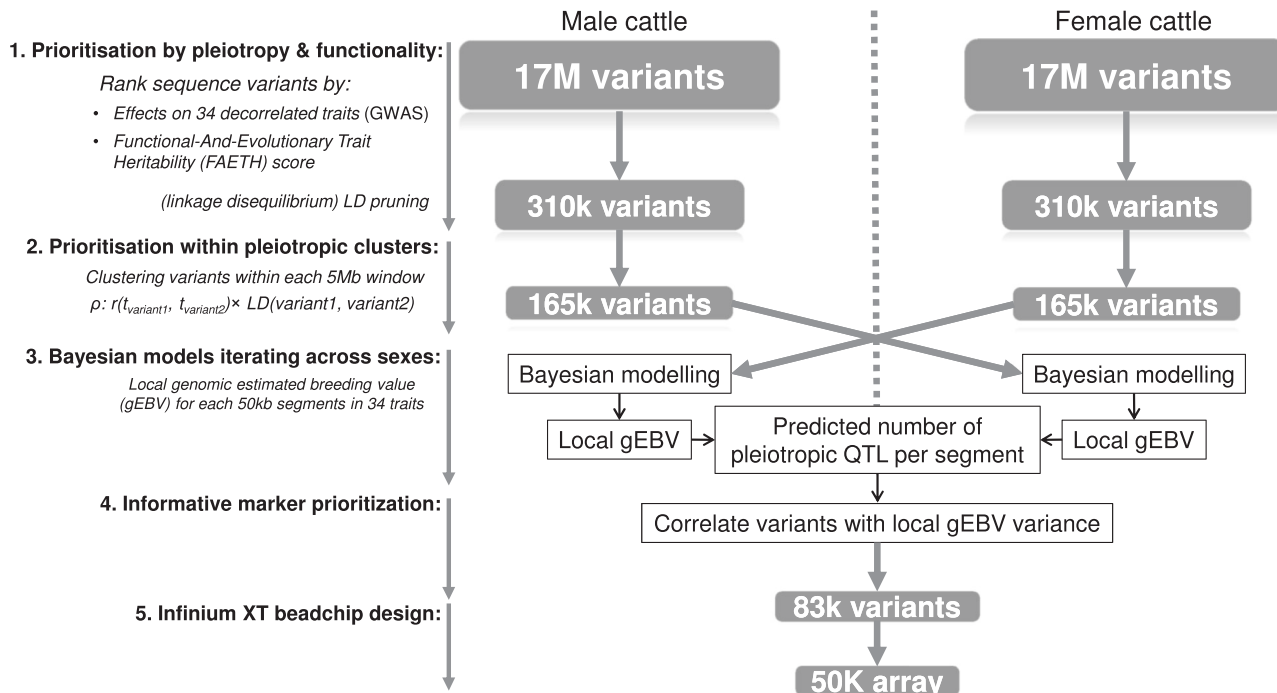 Male cattle
Female cattle
1. Prioritisation by pleiotropy & functionality:
17M variants
17M variants
Rank sequence variants by:
• Effects on 34 decorrelated traits (GWAS)
• Functional-And-Evolutionary Trait
Heritability (FAETH) score
(linkage disequilibrium) LD pruning
310k variants
310k variants
2. Prioritisation within pleiotropic clusters:
Clustering variants within each 5Mb window
ρ: r(tvariant1, tvariant2)× LD(variant1, variant2)
165k variants
165k variants
3. Bayesian models iterating across sexes:
Local genomic estimated breeding value
(gEBV) for each 50kb segments in 34 traits
Bayesian modelling
Bayesian modelling
Local gEBV
Predicted number of
pleiotropic QTL per segment
Local gEBV
4. Informative marker prioritization:
Correlate variants with local gEBV variance
5. Infinium XT beadchip design:
83k variants
50K array